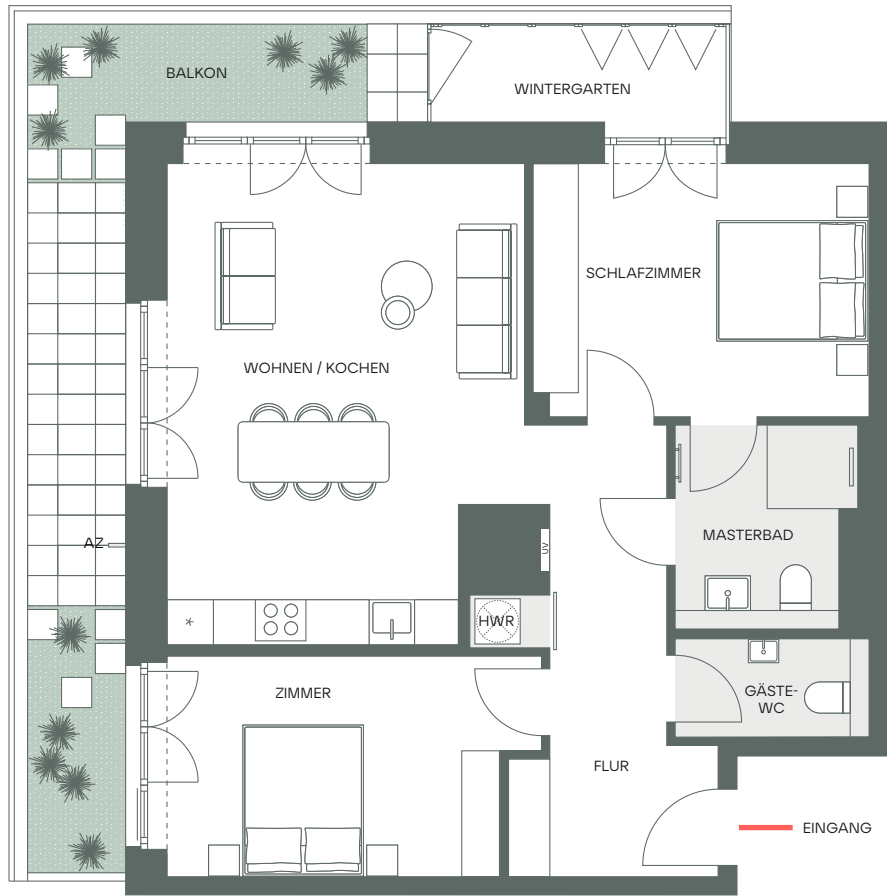 BALKON
WINTERGARTEN
SCHLAFZIMMER
WOHNEN / KOCHEN
MASTERBAD
AZ
UV
HWR
*
ZIMMER
GÄSTE-
WC
FLUR
EINGANG